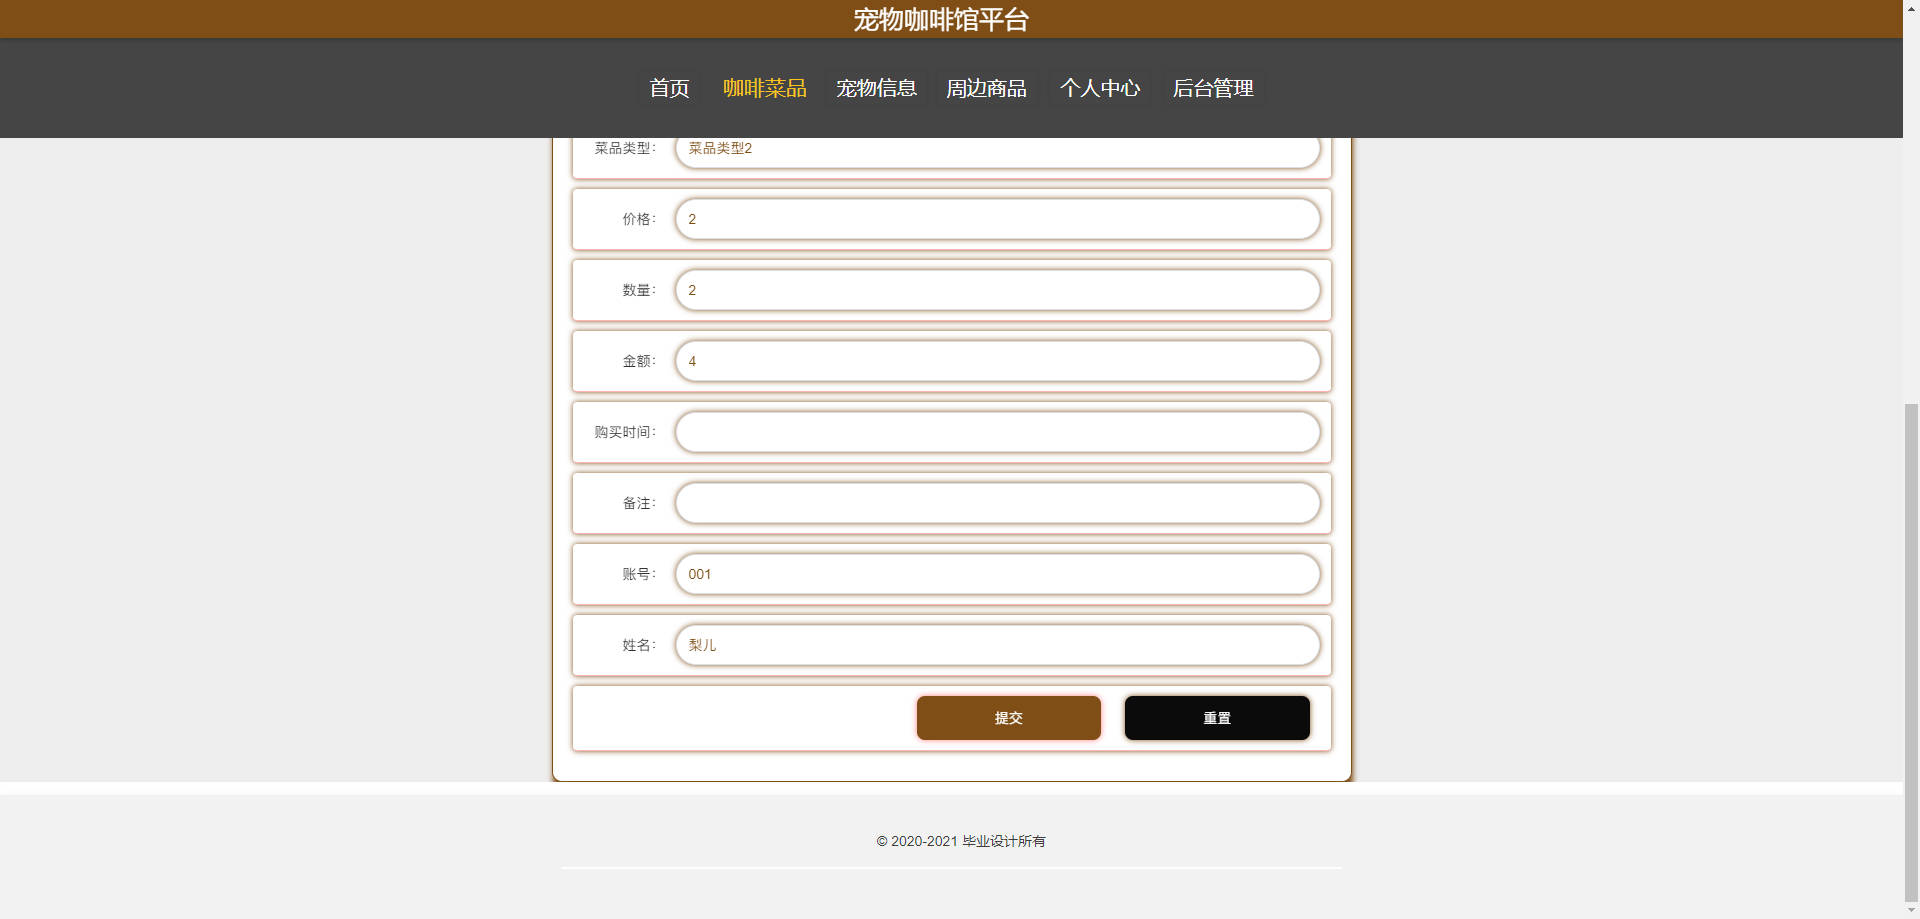 宠物咖啡馆平台
首页 咖啡菜品 宠物信息 周边商品 个人中心 后台管理
菜品类型： 菜品类型2
价格： 2
数量： 2
金额： 4
购买时间：
备注：
账号： 001
姓名： 梨儿
提交 重置
© 2020-2021 毕业设计所有